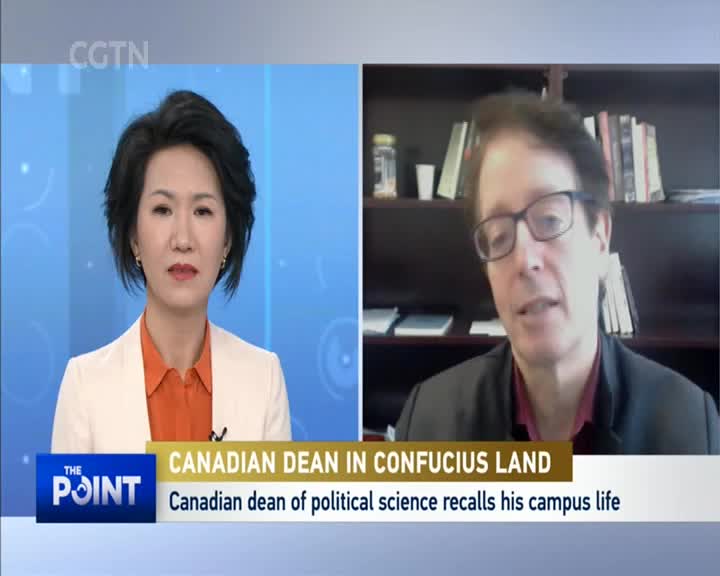 CGTN
CANADIAN DEAN IN CONFUCIUS LAND
THE
POINT
Canadian dean of political science recalls his campus life